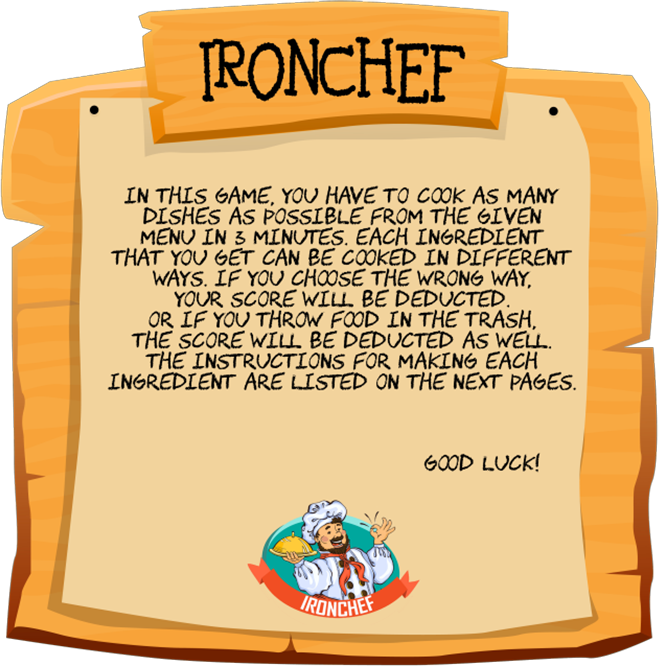 IRONCHEF
IN THIS GAME, YOU HAVE TO COOK AS MANY
DISHES AS POSSIBLE FROM THE GIVEN
MENU IN 3 MINUTES. EACH INGREDIENT
THAT YOU GET CAN BE COOKED IN DIFFERENT
WAYS. IF YOU CHOOSE THE WRONG WAY,
YOUR SCORE WILL BE DEDUCTED.
OR IF YOU THROW FOOD IN THE TRASH,
THE SCORE WILL BE DEDUCTED AS WELL.
THE INSTRUCTIONS FOR MAKING EACH
INGREDIENT ARE LISTED ON THE NEXT PAGES.
GOOD LUCK!
IRONCHEF